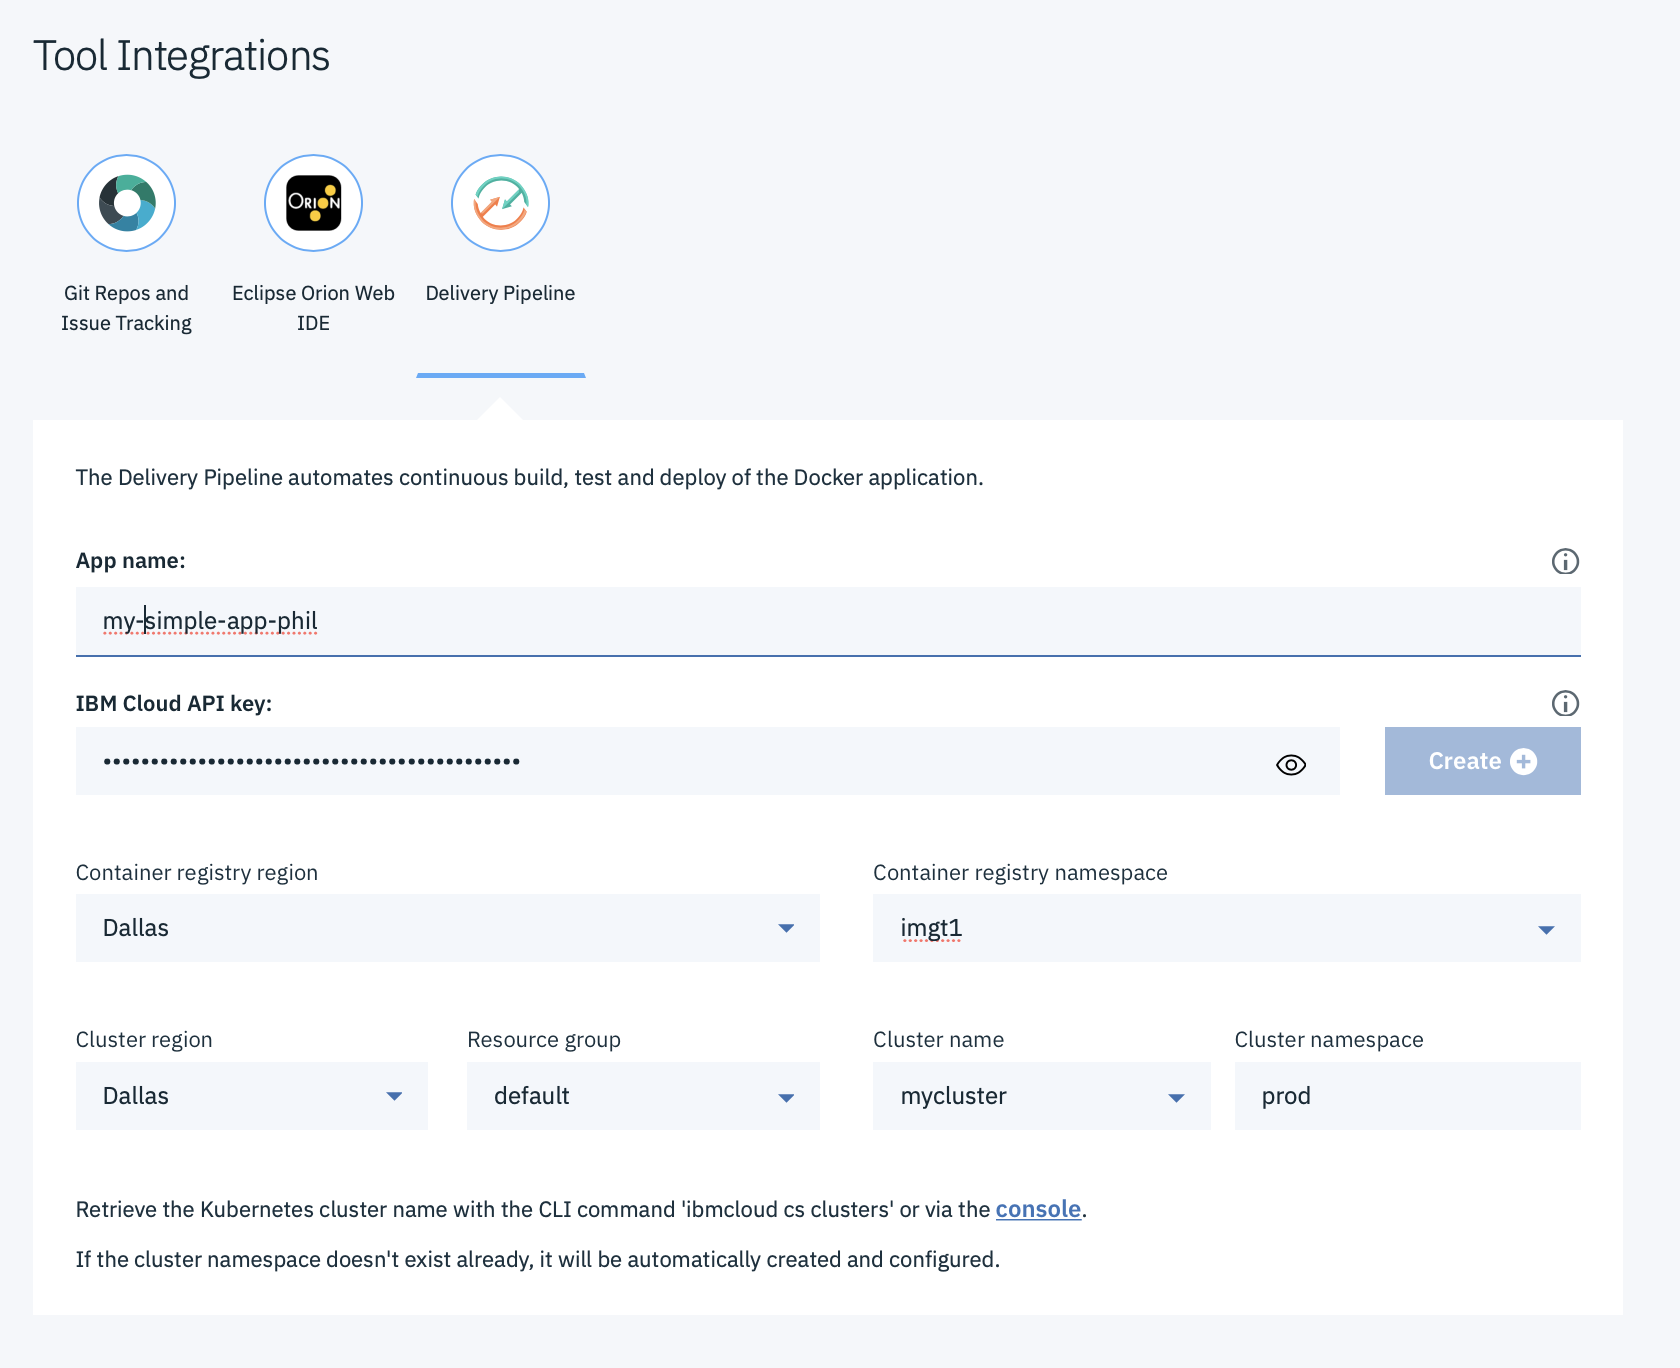 Tool Integrations
ORION
Git Repos and
Issue Tracking
Eclipse Orion Web
IDE
Delivery Pipeline
The Delivery Pipeline automates continuous build, test and deploy of the Docker application.
App name:
my-simple-app-phil
IBM Cloud API key:
••••••••••••••••••••••••••••••••••••••••••••
Create
Container registry region
Container registry namespace
Dallas
imgt1
Cluster region
Resource group
Cluster name
Cluster namespace
Dallas
default
mycluster
prod
Retrieve the Kubernetes cluster name with the CLI command 'ibmcloud cs clusters' or via the console.
If the cluster namespace doesn't exist already, it will be automatically created and configured.